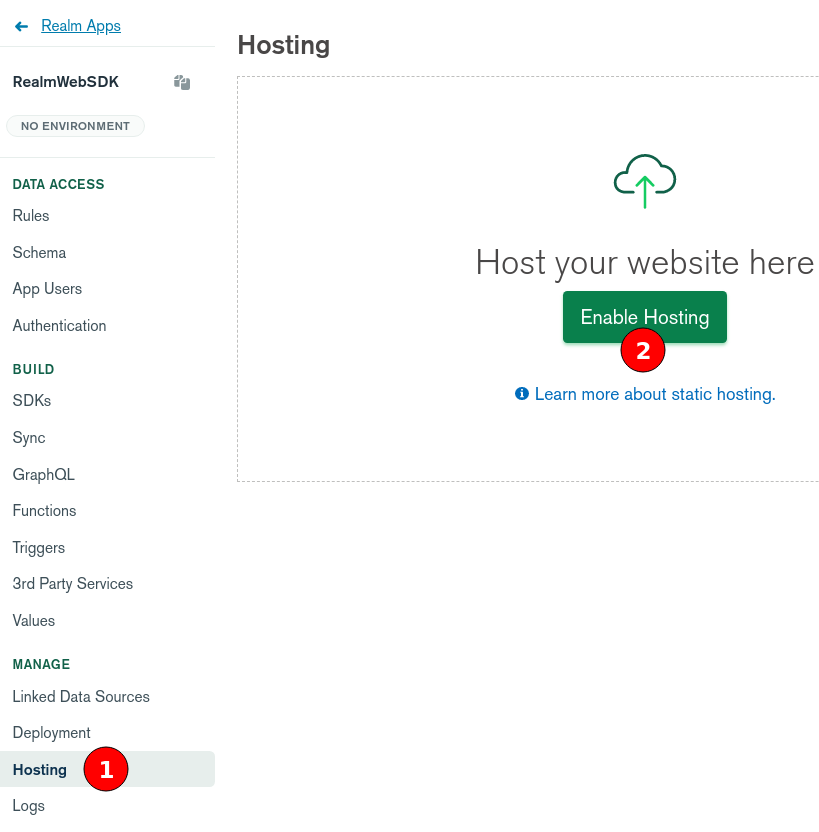 Realm Apps
RealmWebSDK
NO ENVIRONMENT
DATA ACCESS
Rules
Schema
App Users
Authentication
BUILD
SDKs
Sync
GraphQL
Functions
Triggers
3rd Party Services
Values
MANAGE
Linked Data Sources
Deployment
Hosting 1
Logs
Hosting
Host your website here
Enable Hosting
2
Learn more about static hosting.